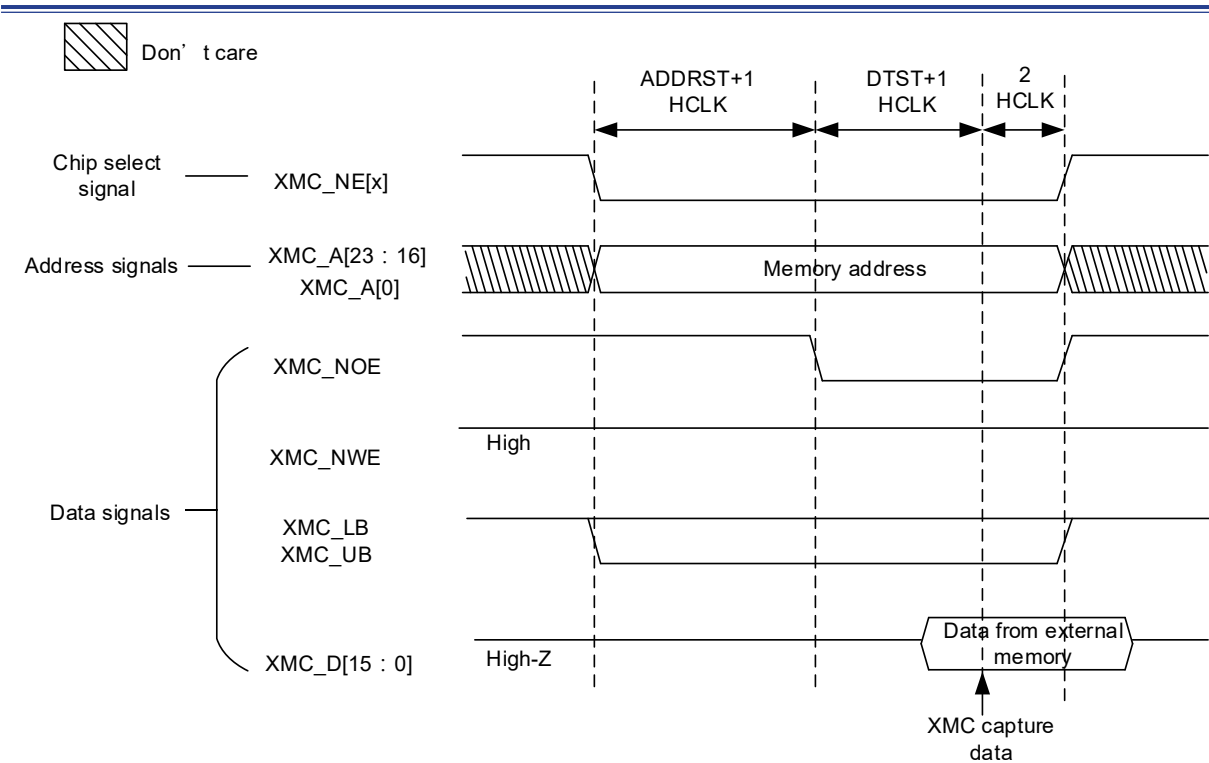 Don’ t care
ADDRST+1
HCLK
DTST+1
HCLK
2
HCLK
Chip select
signal
XMC_NE[x]
Address signals
XMC_A[23 : 16]
XMC_A[0]
Memory address
XMC_NOE
High
XMC_NWE
Data signals
XMC_LB
XMC_UB
Data from external
memory
High-Z
XMC_D[15 : 0]
XMC capture
data